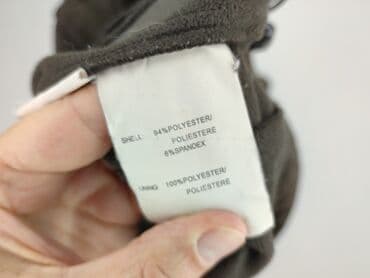 SHELL: 94%POLYESTER/
POLIESTERE
6%SPANDEX
LINING: 100%POLYESTER/
POLIESTERE